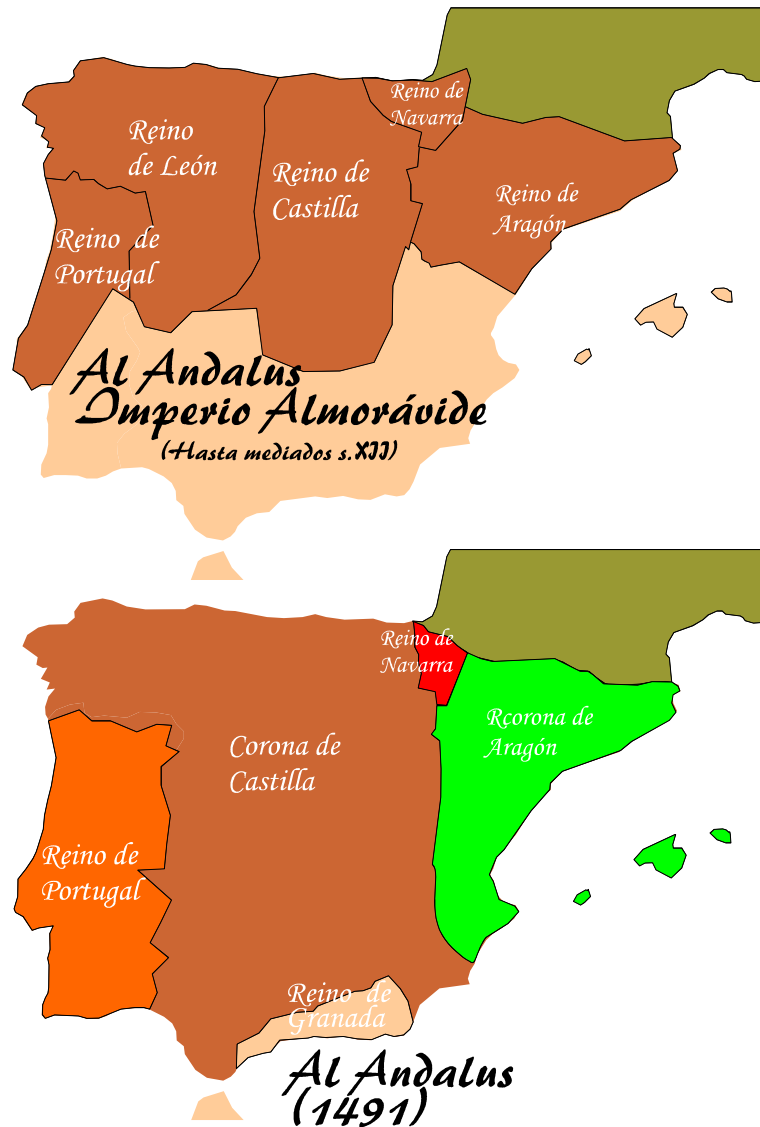 Reino de
Navarra
Reino
de León
Reino de
Castilla
Reino de
Aragón
Reino de
Portugal
Al Andalus
Imperio Almorávide
(Hasta mediados s.XII)
Reino de
Navarra
Rcorona de
Aragón
Corona de
Castilla
Reino de
Portugal
Reino de
Granada
Al Andalus
(1491)